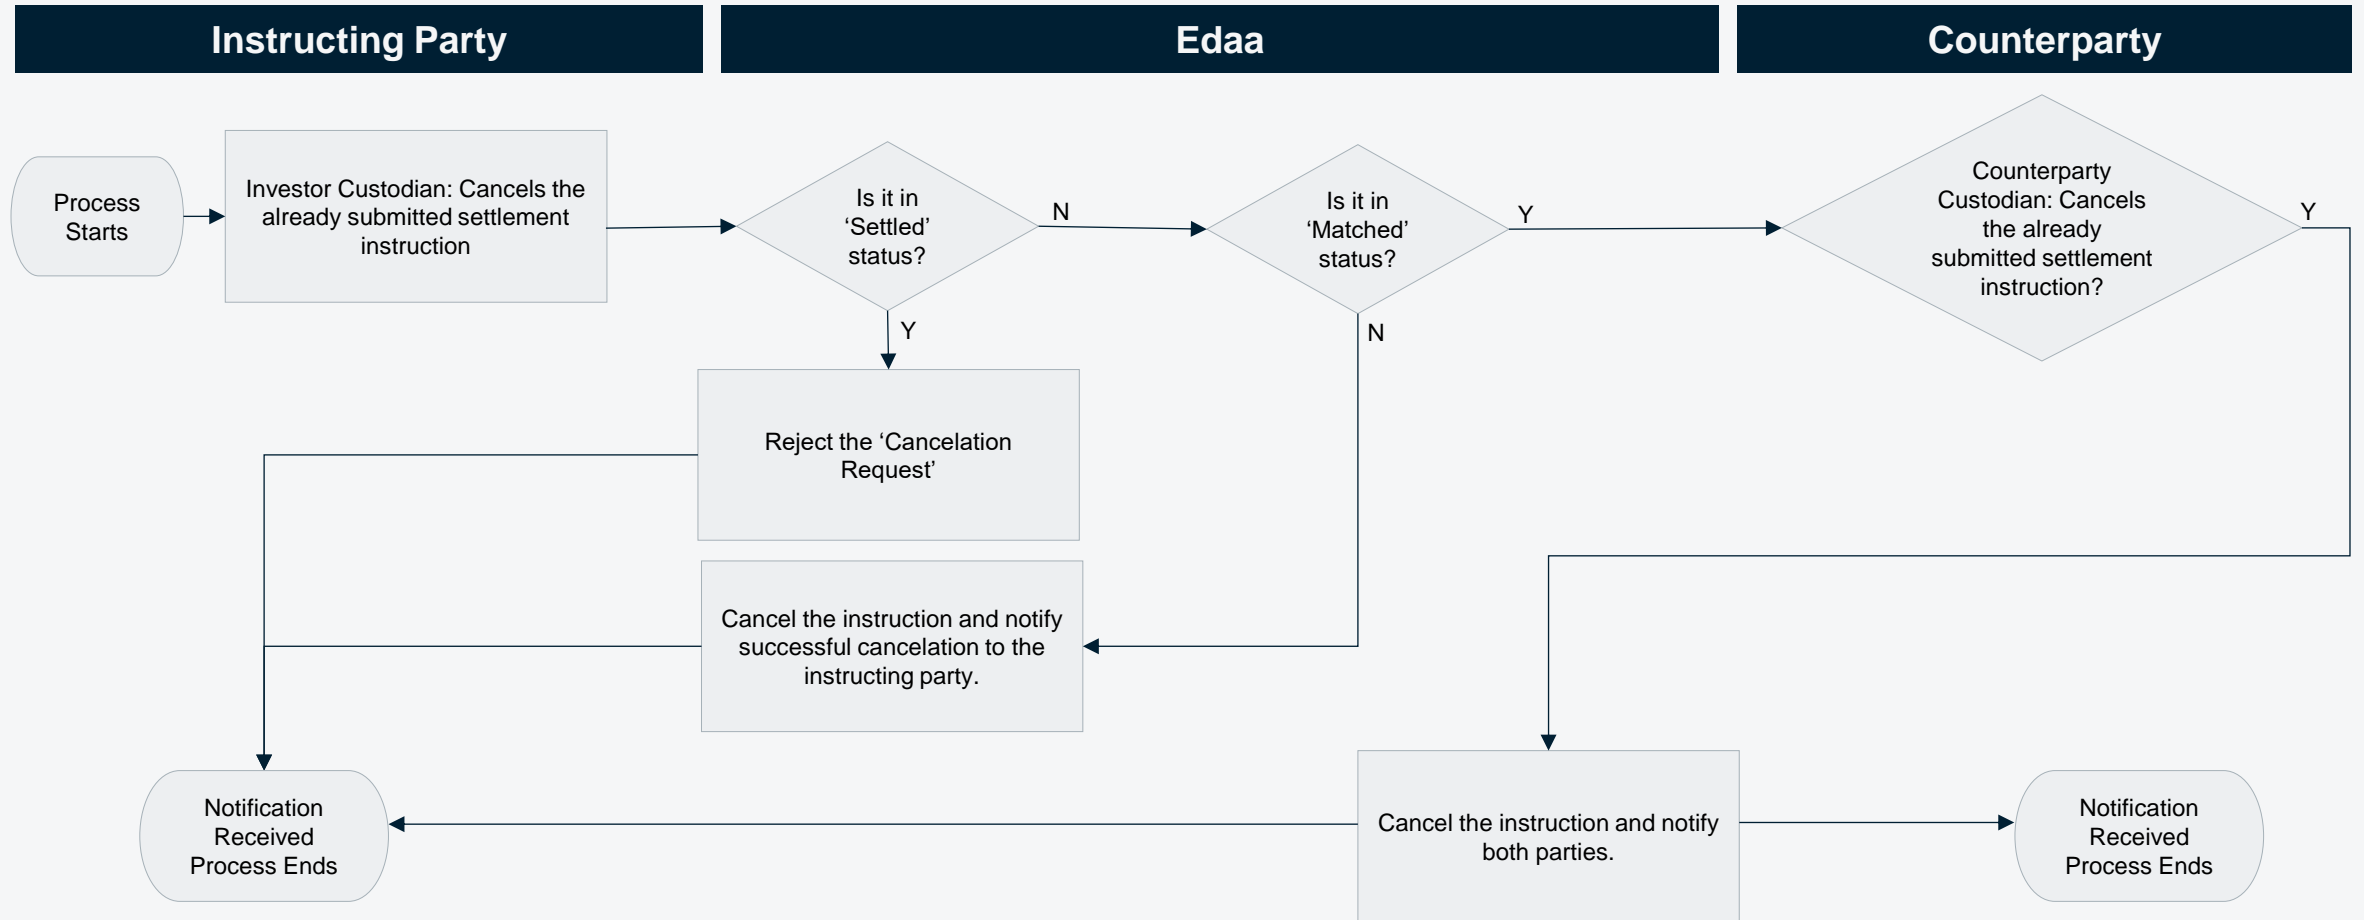 Instructing Party
Edaa
Counterparty
Process
Starts
Investor Custodian: Cancels the
already submitted settlement
instruction
Is it in
‘Settled’
status?
N
Y
Is it in
‘Matched’
status?
Y
N
Counterparty
Custodian: Cancels
the already
submitted settlement
instruction?
Y
Reject the ‘Cancelation
Request’
Cancel the instruction and notify
successful cancelation to the
instructing party.
Notification
Received
Process Ends
Cancel the instruction and notify
both parties.
Notification
Received
Process Ends